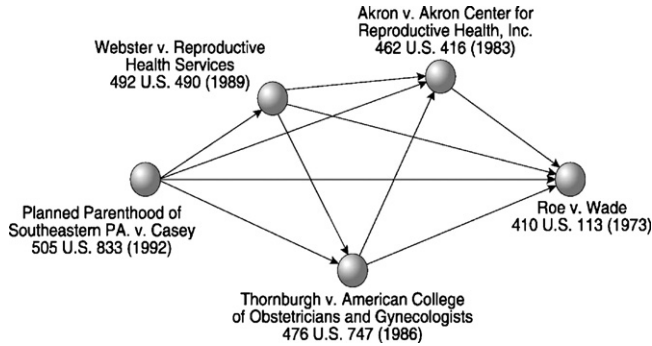 Akron v. Akron Center for
Reproductive Health, Inc.
462 U.S. 416 (1983)
Webster v. Reproductive
Health Services
492 U.S. 490 (1989)
Planned Parenthood of
Southeastern PA. v. Casey
505 U.S. 833 (1992)
Roe v. Wade
410 U.S. 113 (1973)
Thornburgh v. American College
of Obstetricians and Gynecologists
476 U.S. 747 (1986)